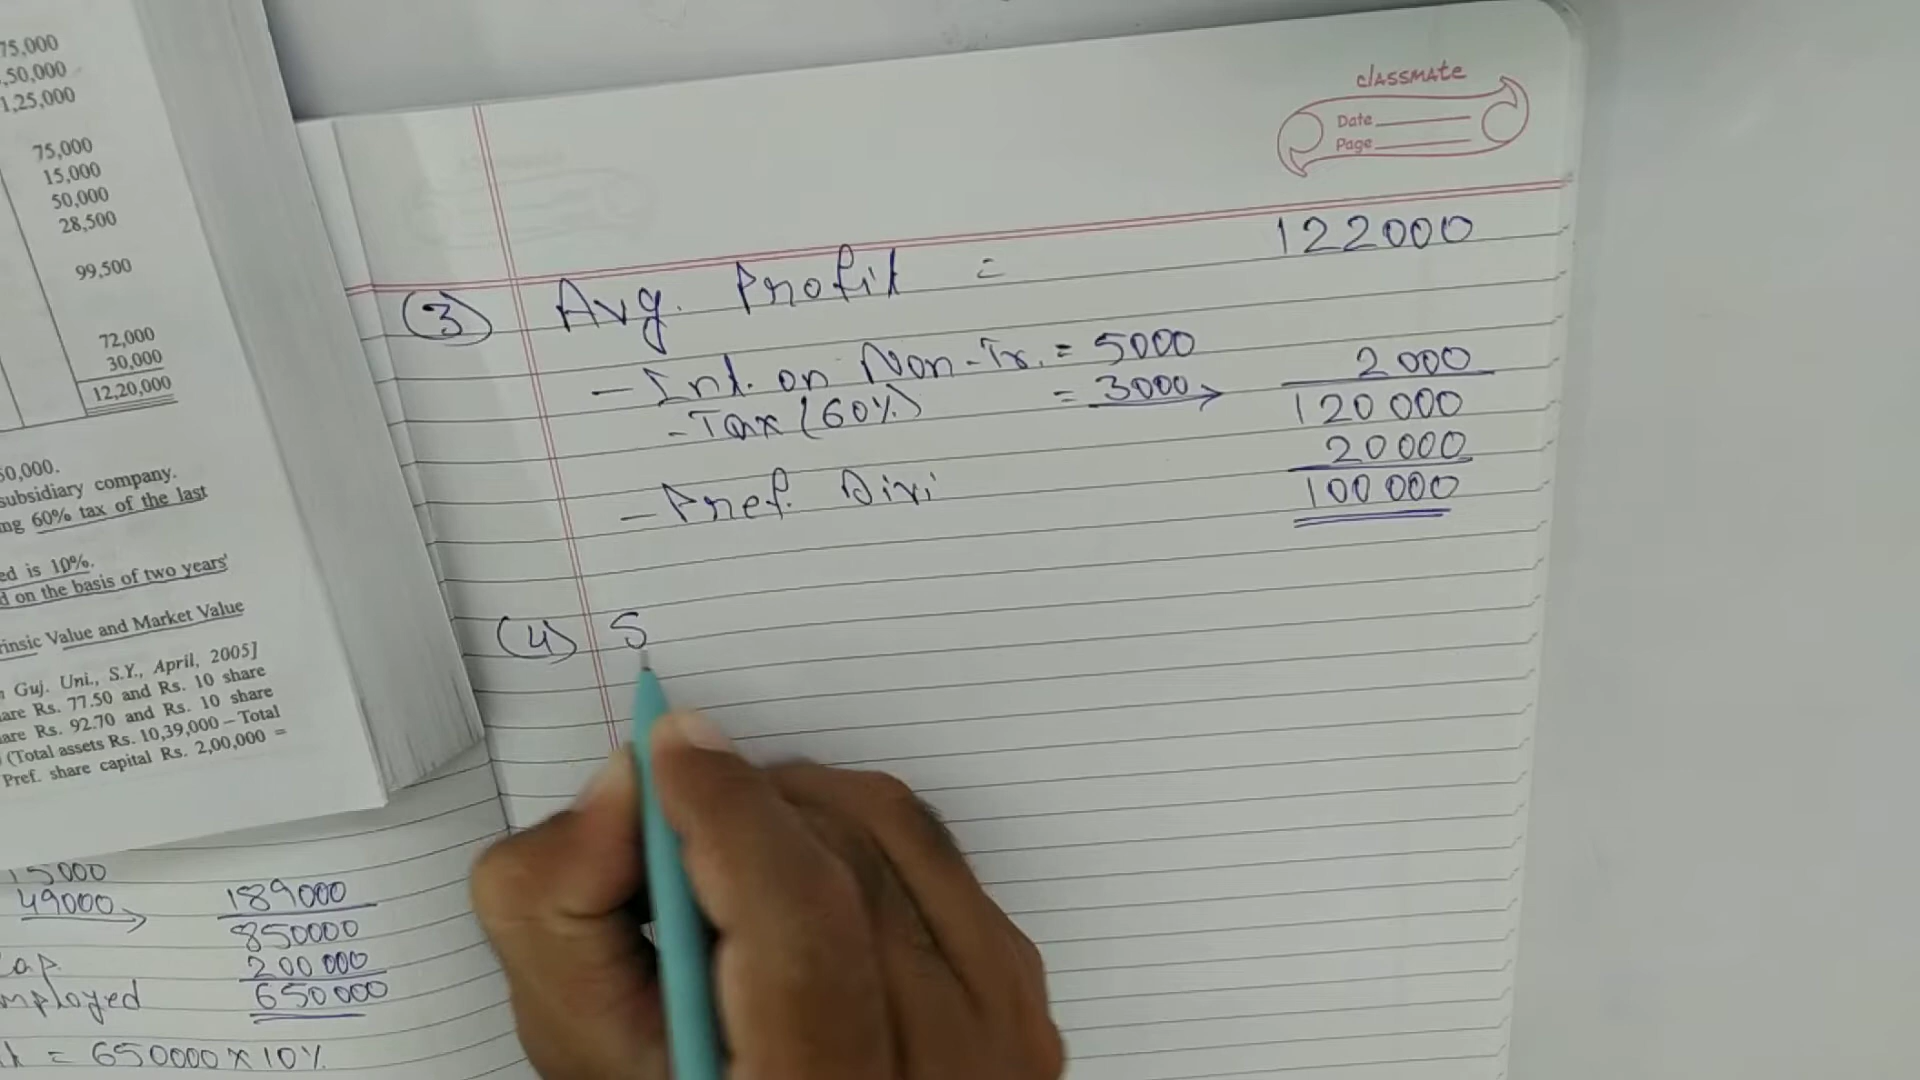 75,000
,50,000
1,25,000
75,000
15,000
50,000
28,500
99,500
72,000
30,000
12,20,000
50,000.
subsidiary company.
ng 60% tax of the last
ed is 10%.
d on the basis of two years'
rinsic Value and Market Value
Guj. Uni., S.Y., April, 2005]
are Rs. 77.50 and Rs. 10 share
are Rs. 92.70 and Rs. 10 share
(Total assets Rs. 10,39,000 – Total
Pref. share capital Rs. 2,00,000 =
15000
49000 189000
850000
cap. 200000
mployed 650000
= 650000 X 10%
classmate
Date
Page
(3) Avg. Profit = 122000
- Int. on Non-Tr. = 5000
- Tax (60%) = 3000 2000
120000
20000
- Pref. Divi 100000
(4) S